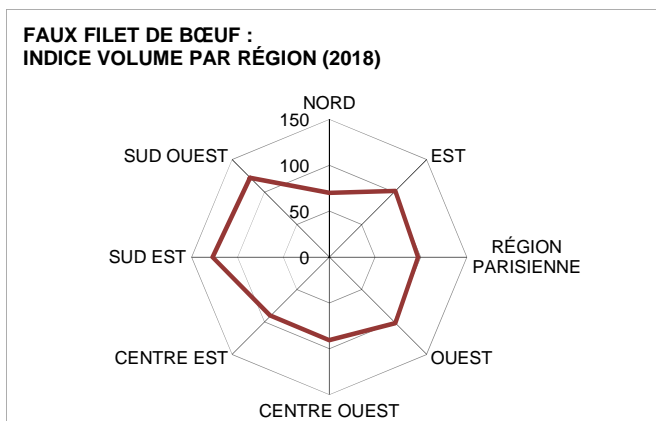 FAUX FILET DE BŒUF :
INDICE VOLUME PAR RÉGION (2018)
NORD
150
SUD OUEST
EST
100
50
SUD EST
0
RÉGION
PARISIENNE
CENTRE EST
OUEST
CENTRE OUEST